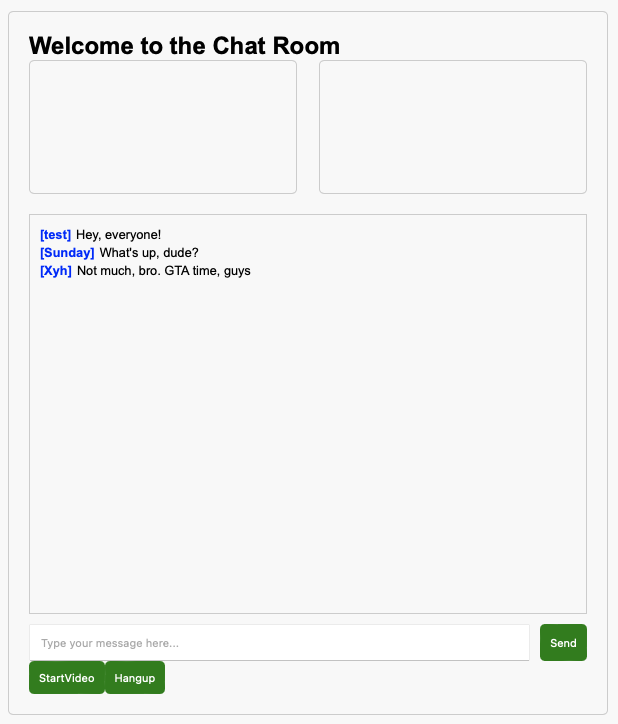 Welcome to the Chat Room
[test] Hey, everyone!
[Sunday] What's up, dude?
[Xyh] Not much, bro. GTA time, guys
Type your message here...
Send
StartVideo
Hangup